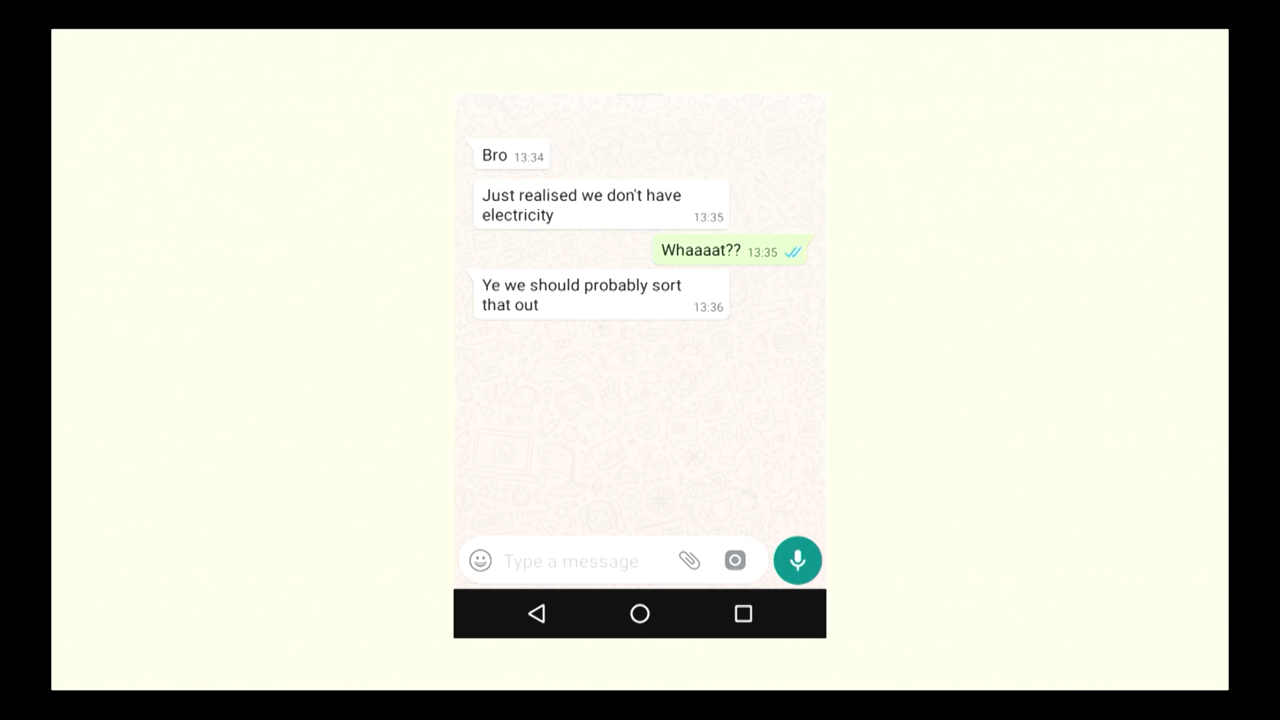 Bro 13:34
Just realised we don't have
electricity 13:35
Whaaaat?? 13:35
Ye we should probably sort
that out 13:36
Type a message